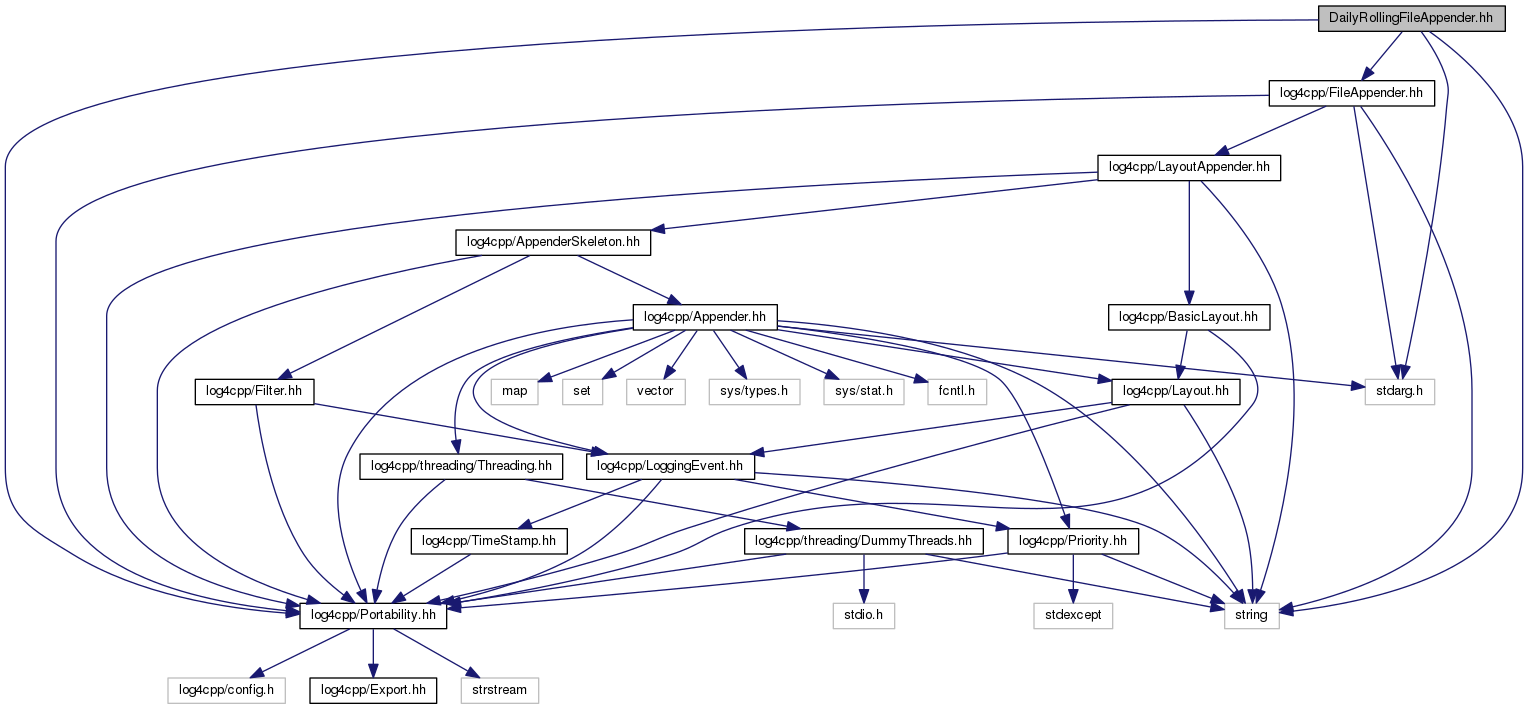 DailyRollingFileAppender.hh
log4cpp/FileAppender.hh
log4cpp/LayoutAppender.hh
log4cpp/AppenderSkeleton.hh
log4cpp/Appender.hh
log4cpp/BasicLayout.hh
log4cpp/Filter.hh
map
set
vector
sys/types.h
sys/stat.h
fcntl.h
log4cpp/Layout.hh
stdarg.h
log4cpp/threading/Threading.hh
log4cpp/LoggingEvent.hh
log4cpp/TimeStamp.hh
log4cpp/threading/DummyThreads.hh
log4cpp/Priority.hh
log4cpp/Portability.hh
stdio.h
stdexcept
string
log4cpp/config.h
log4cpp/Export.hh
strstream